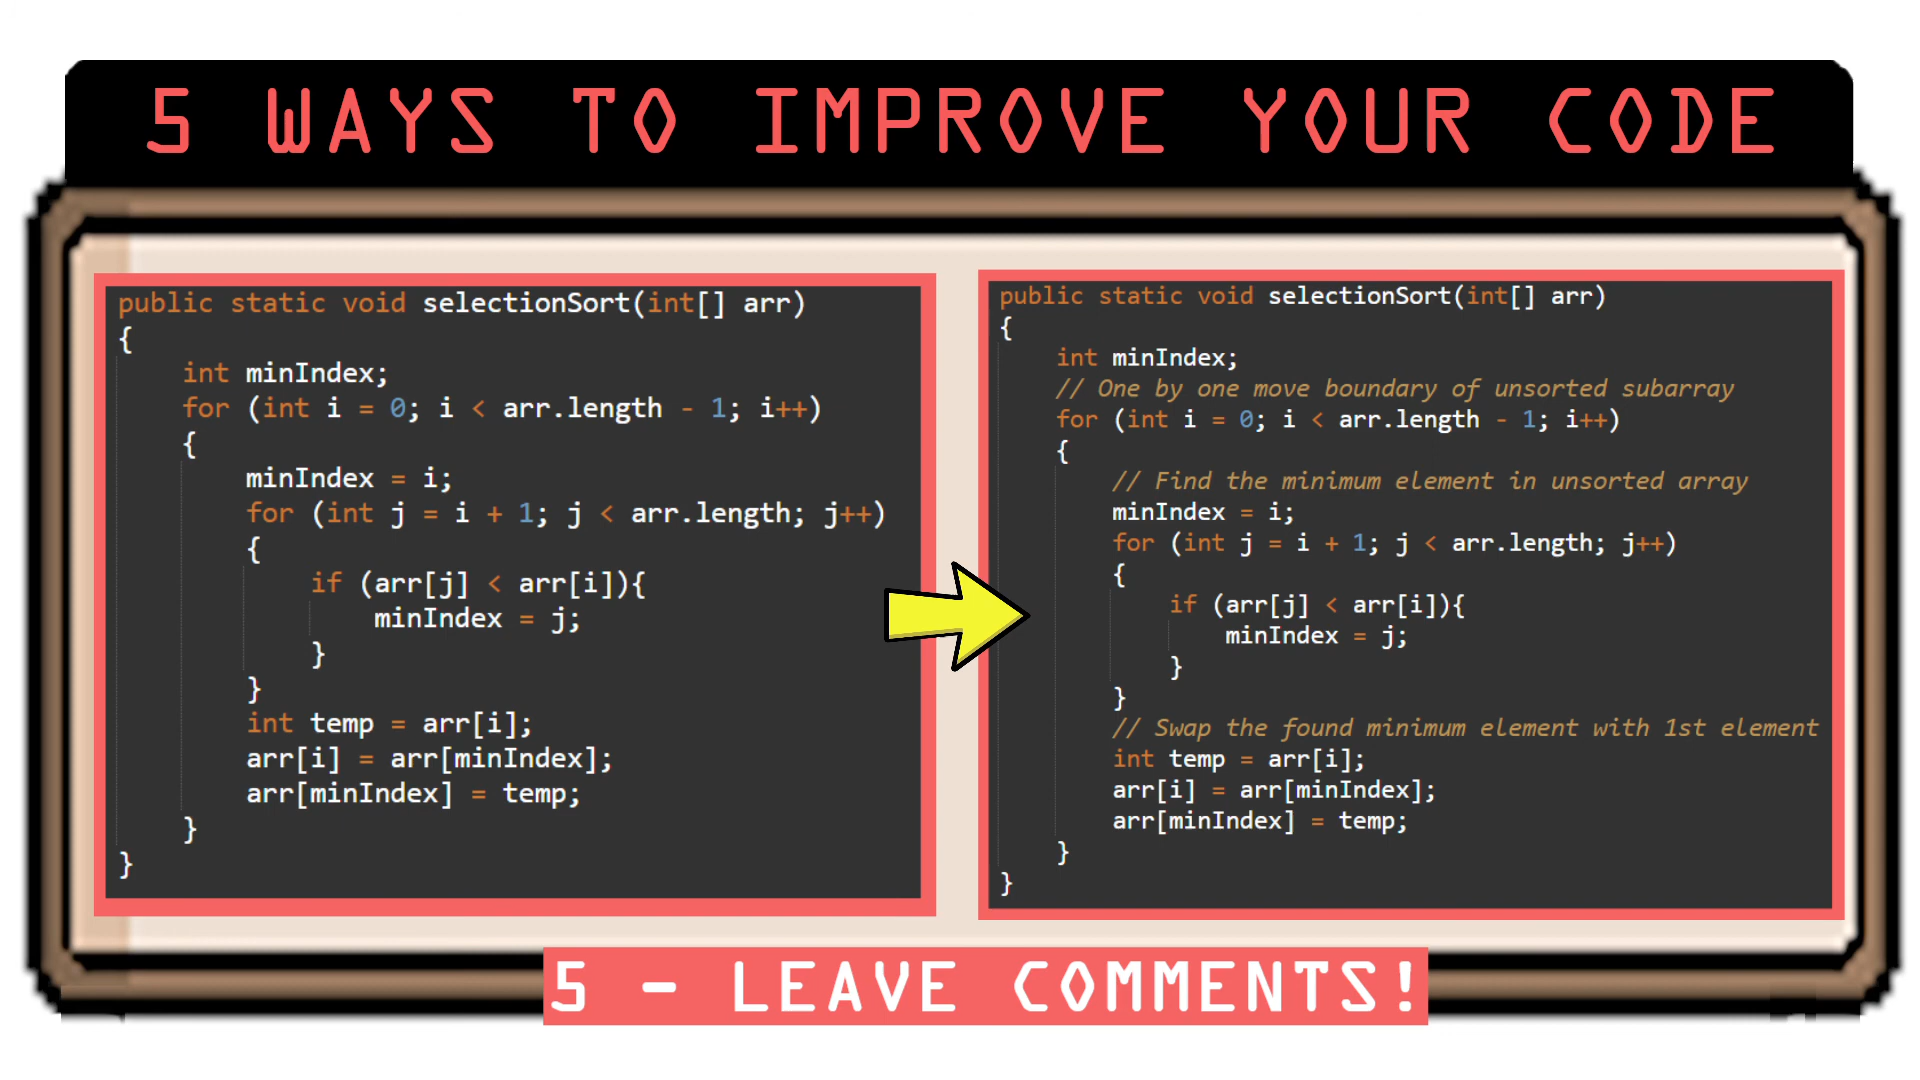 5 WAYS TO IMPROVE YOUR CODE
public static void selectionSort(int[] arr)
{
    int minIndex;
    for (int i = 0; i < arr.length - 1; i++)
    {
        minIndex = i;
        for (int j = i + 1; j < arr.length; j++)
        {
            if (arr[j] < arr[i]){
                minIndex = j;
            }
        }
        int temp = arr[i];
        arr[i] = arr[minIndex];
        arr[minIndex] = temp;
    }
}
public static void selectionSort(int[] arr)
{
    int minIndex;
    // One by one move boundary of unsorted subarray
    for (int i = 0; i < arr.length - 1; i++)
    {
        // Find the minimum element in unsorted array
        minIndex = i;
        for (int j = i + 1; j < arr.length; j++)
        {
            if (arr[j] < arr[i]){
                minIndex = j;
            }
        }
        // Swap the found minimum element with 1st element
        int temp = arr[i];
        arr[i] = arr[minIndex];
        arr[minIndex] = temp;
    }
}
5 - LEAVE COMMENTS!